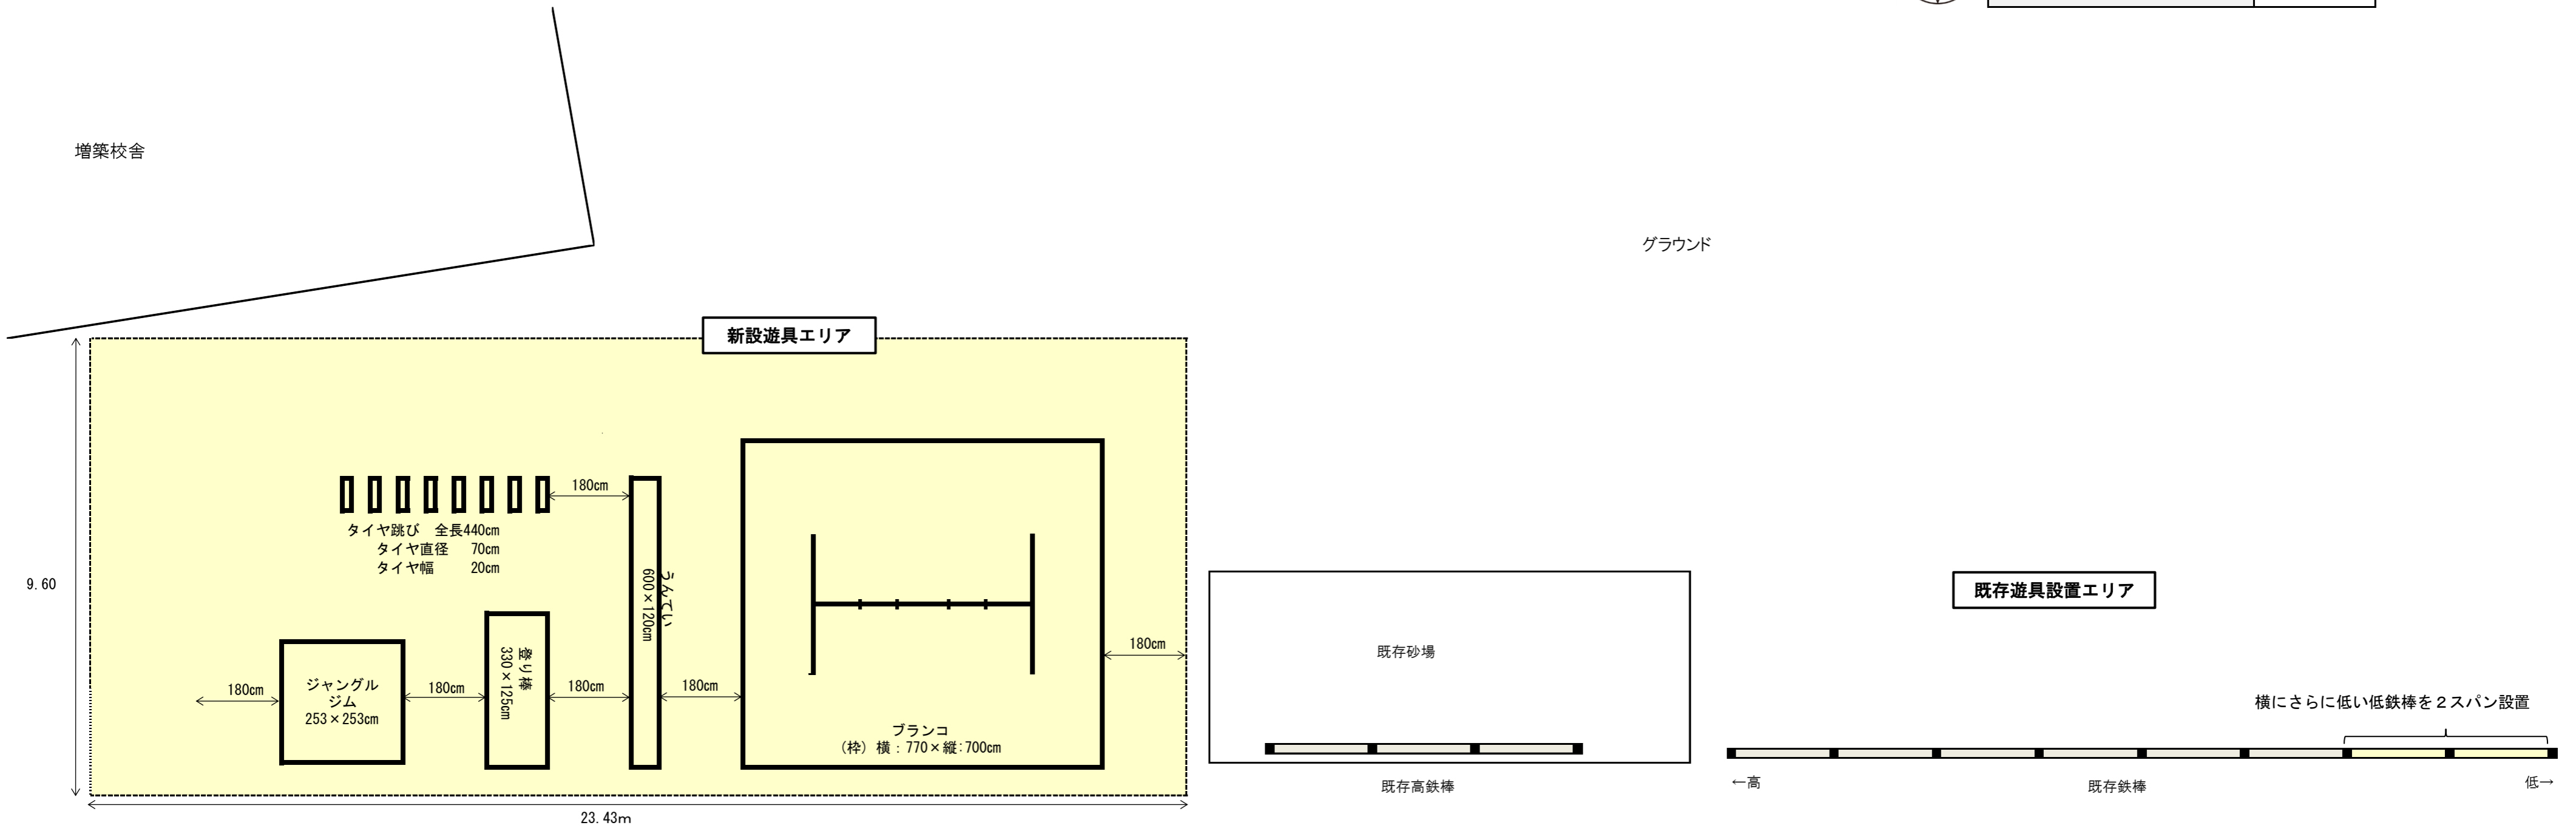 増築校舎
グラウンド
新設遊具エリア
180cm
タイヤ跳び　全長440cm
タイヤ直径　　70cm
タイヤ幅　　　20cm
9.60
うんてい
600×120cm
登り棒
330×125cm
ジャングル
ジム
253×253cm
180cm
180cm
180cm
180cm
180cm
ブランコ
（枠）横：770×縦:700cm
23.43m
既存砂場
既存高鉄棒
既存遊具設置エリア
横にさらに低い低鉄棒を２スパン設置
←高
既存鉄棒
低→